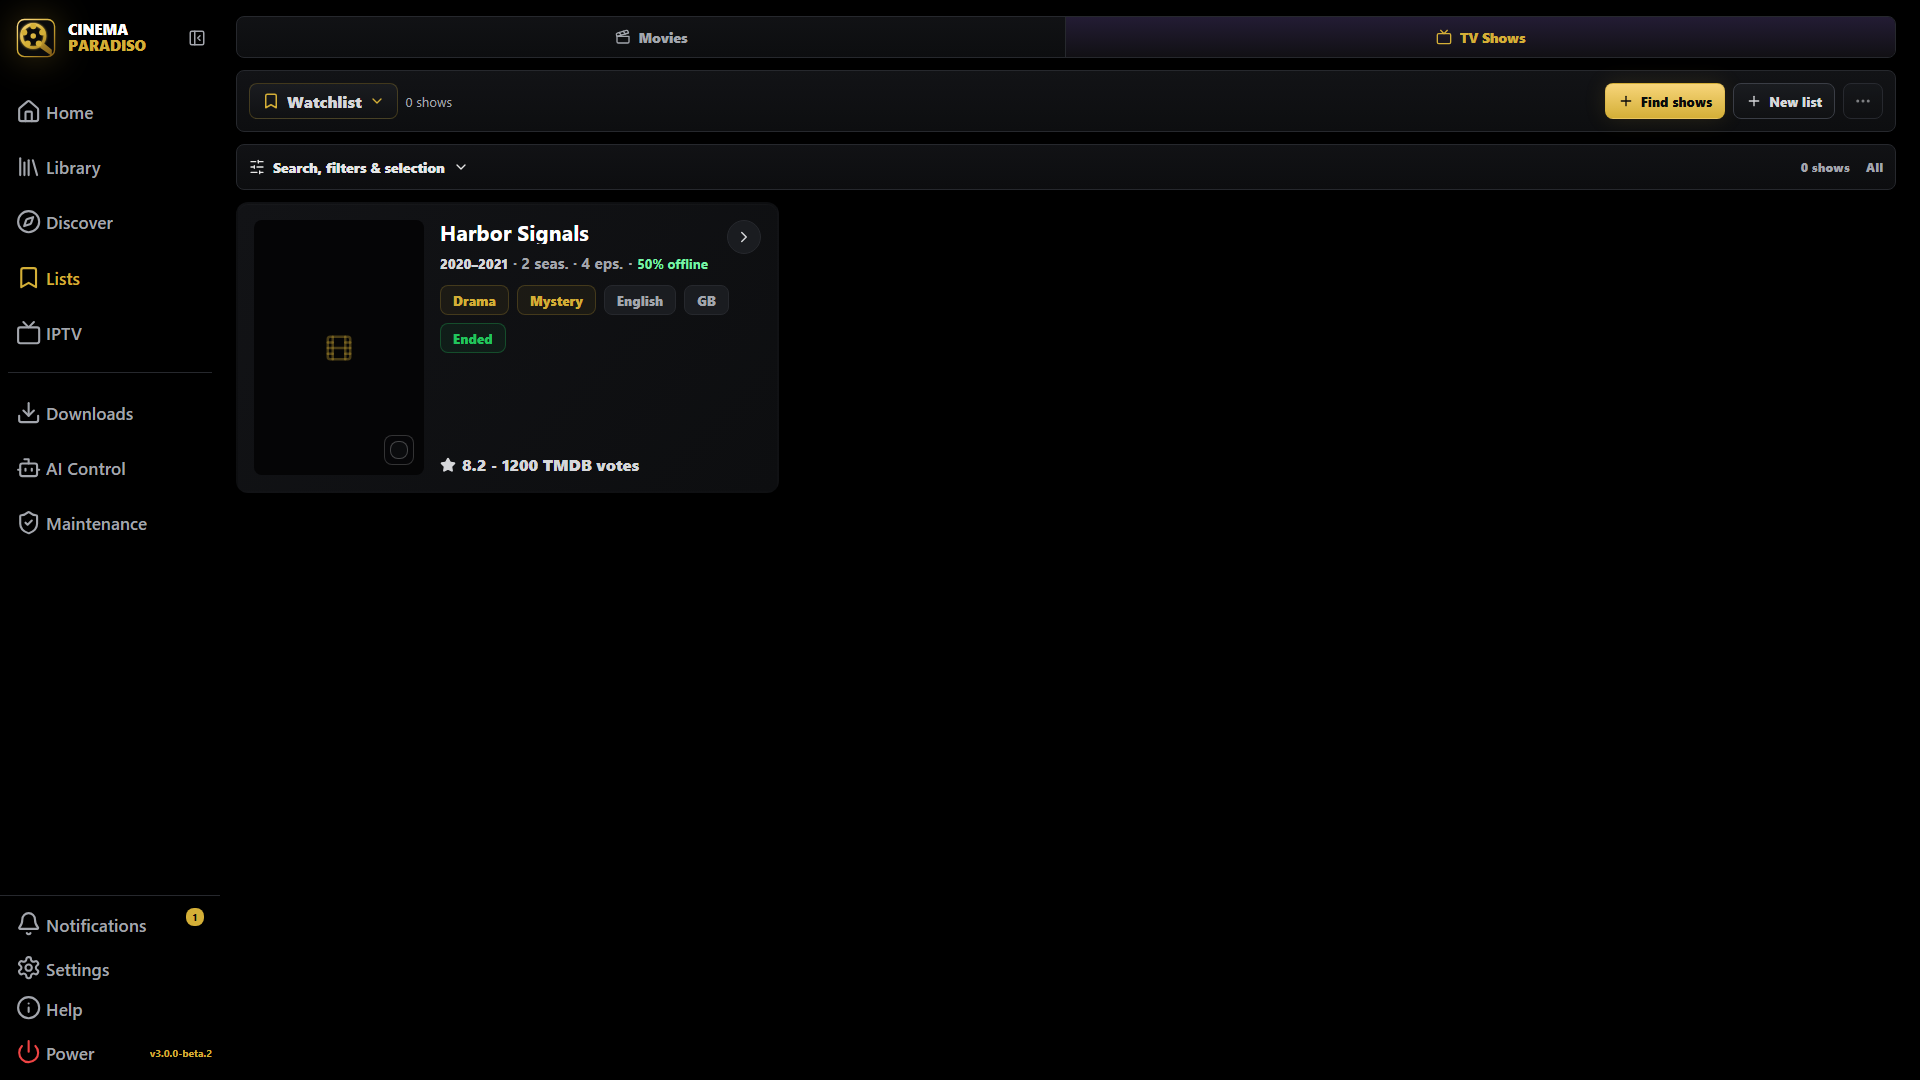 CINEMA
PARADISO
Home
Library
Discover
Lists
IPTV
Downloads
AI Control
Maintenance
Notifications
1
Settings
Help
Power
v3.0.0-beta.2
Movies
TV Shows
Watchlist
0 shows
Find shows
New list
Search, filters & selection
0 shows
All
Harbor Signals
2020–2021 · 2 seas. · 4 eps. · 50% offline
Drama
Mystery
English
GB
Ended
8.2 - 1200 TMDB votes